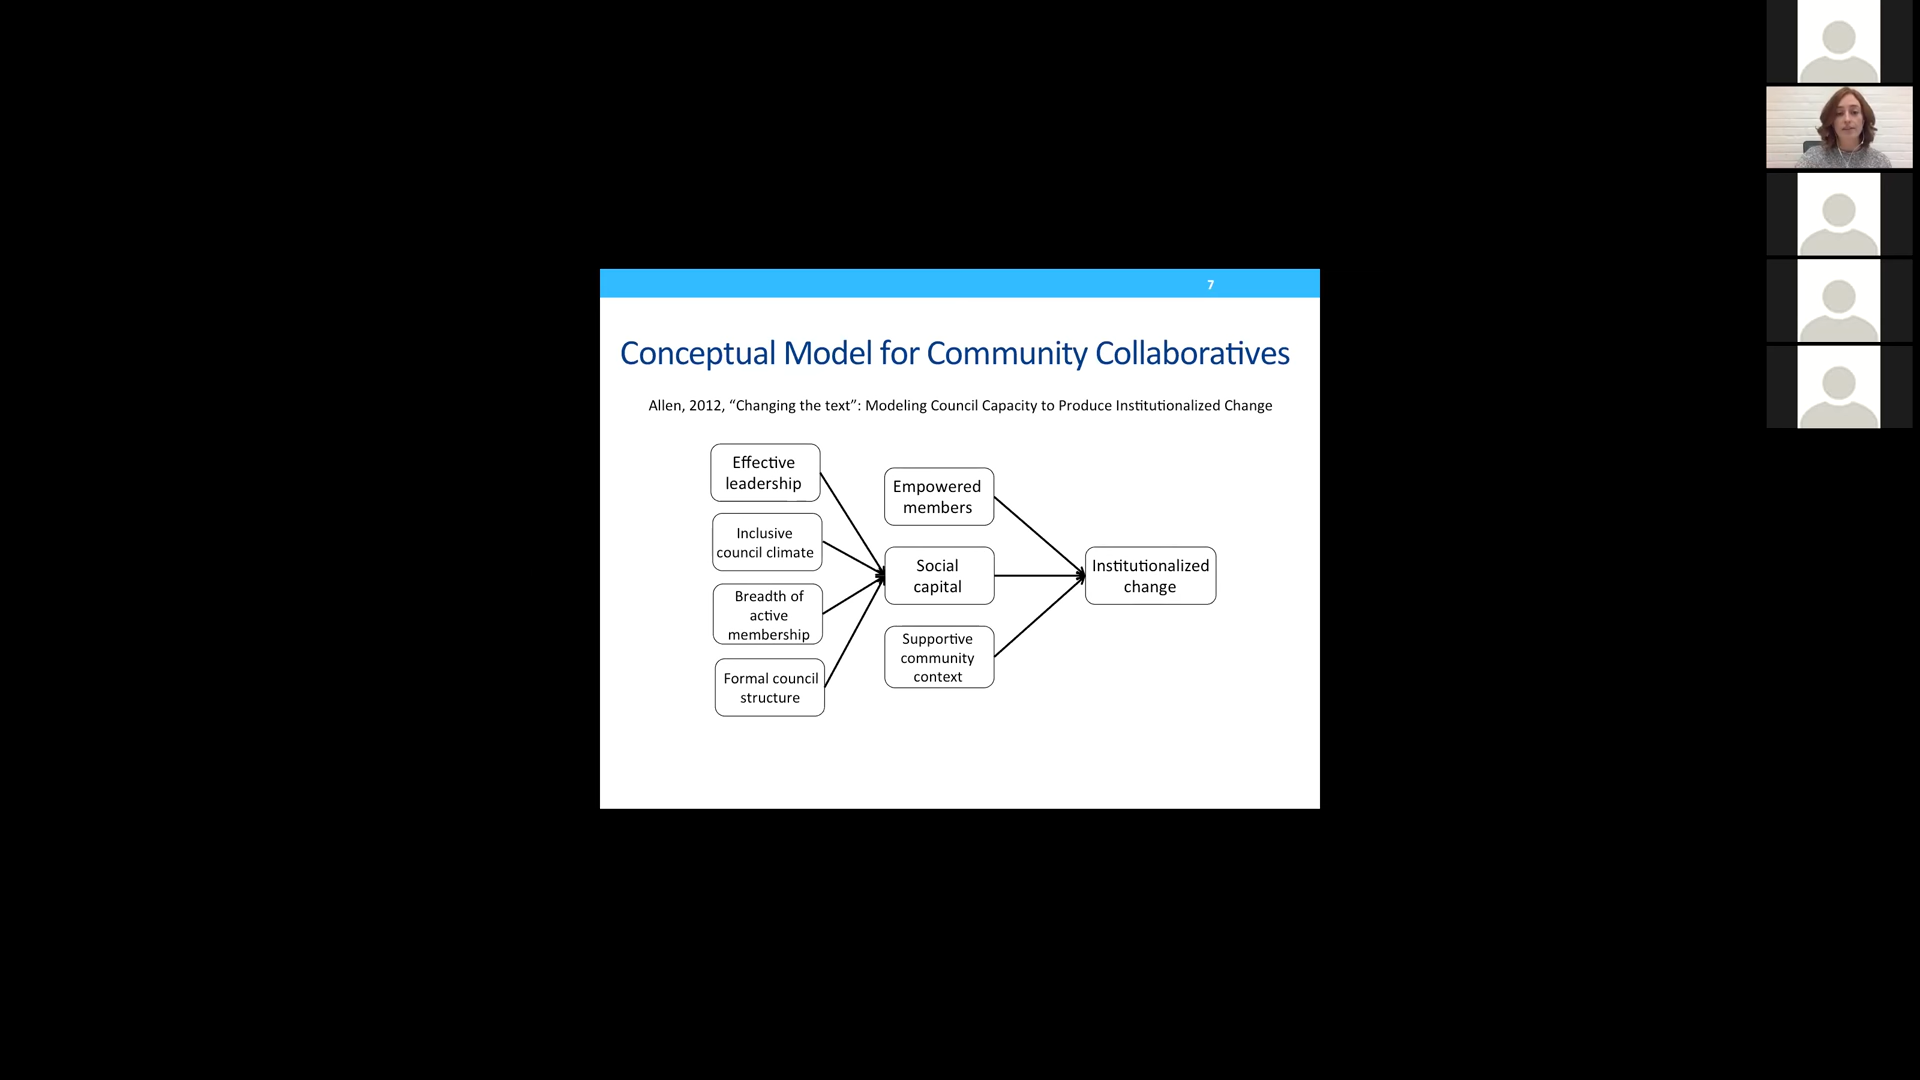 7
Conceptual Model for Community Collaboratives
Allen, 2012, “Changing the text”: Modeling Council Capacity to Produce Institutionalized Change
Effective
leadership
Inclusive
council climate
Breadth of
active
membership
Formal council
structure
Empowered
members
Social
capital
Supportive
community
context
Institutionalized
change